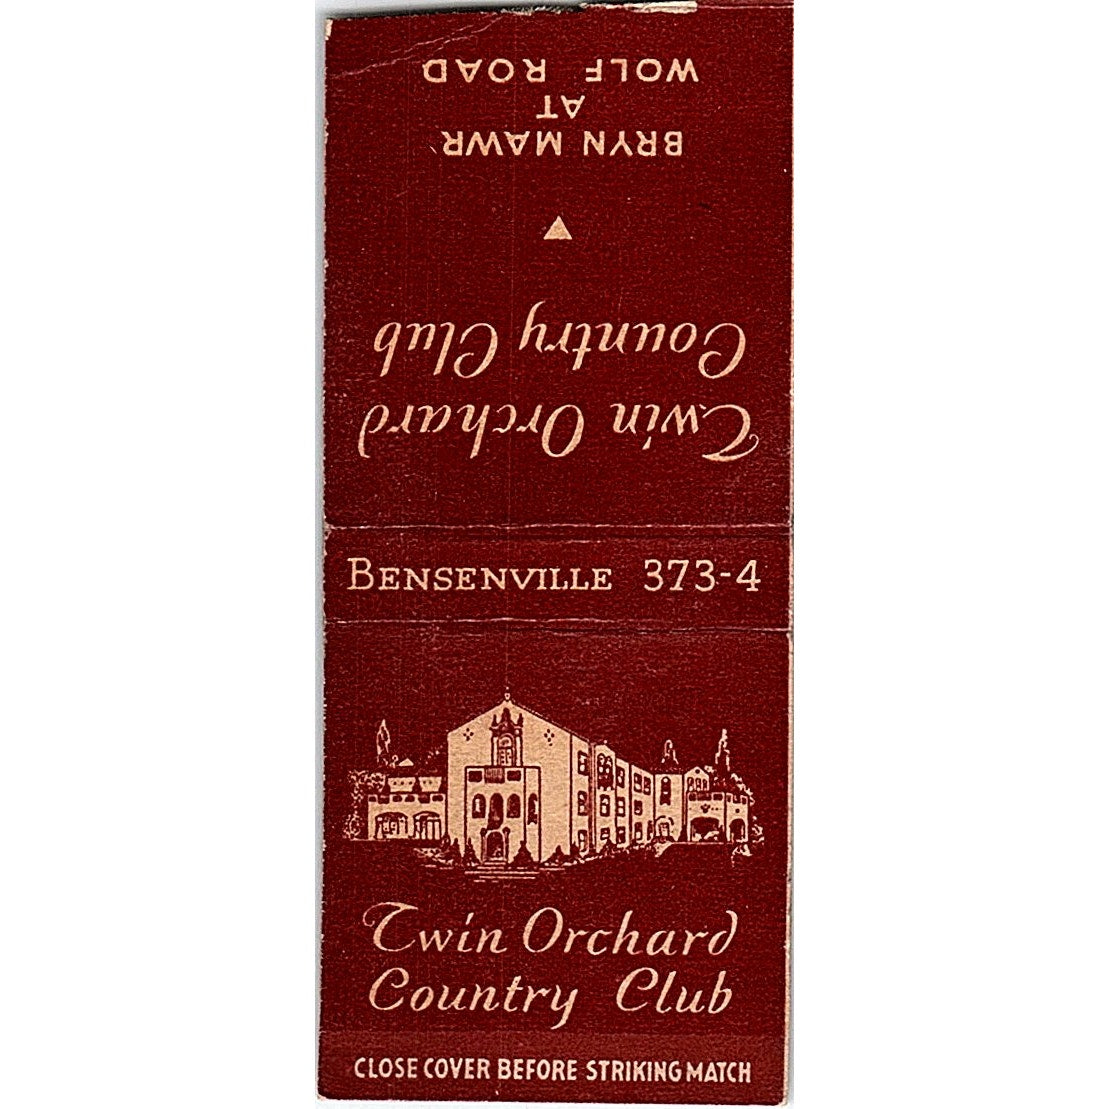 BRYN MAWR
AT
WOLF ROAD
Twin Orchard
Country Club
BENSENVILLE 373-4
Twin Orchard
Country Club
CLOSE COVER BEFORE STRIKING MATCH